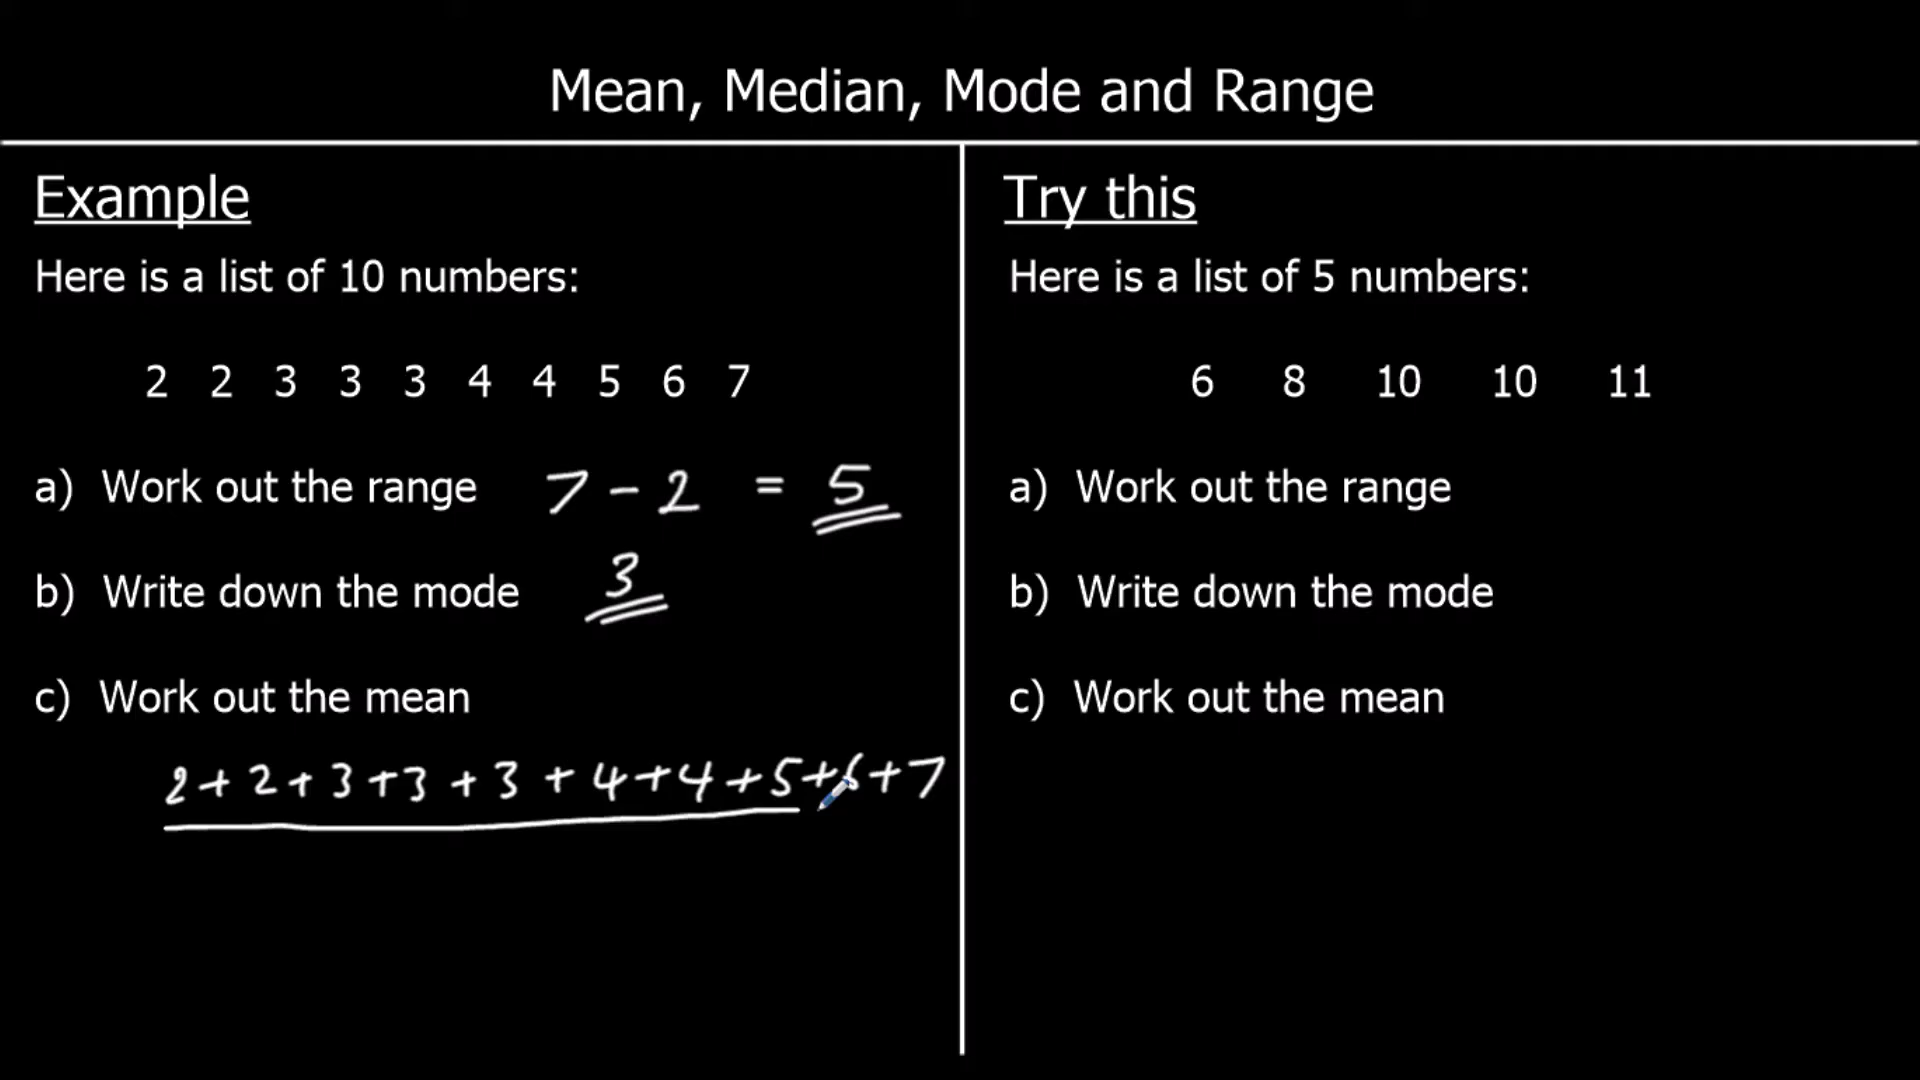 Mean, Median, Mode and Range
Example
Here is a list of 10 numbers:
2 2 3 3 3 4 4 5 6 7
a) Work out the range 7 - 2 = 5
b) Write down the mode 3
c) Work out the mean
2 + 2 + 3 + 3 + 3 + 4 + 4 + 5 + 6 + 7
Try this
Here is a list of 5 numbers:
6 8 10 10 11
a) Work out the range
b) Write down the mode
c) Work out the mean